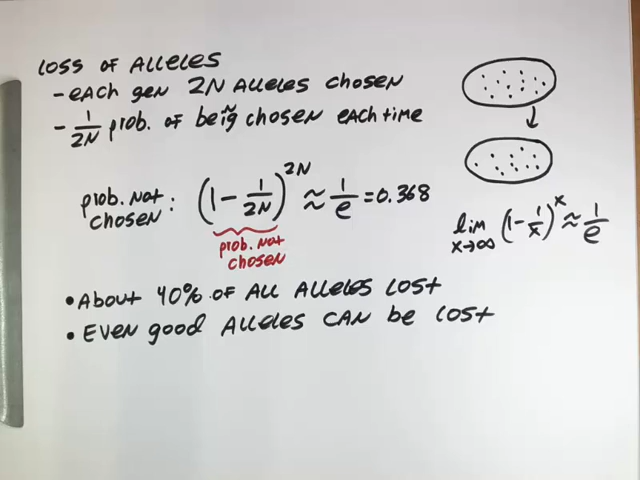 Loss of Alleles
- each gen 2N Alleles chosen
- 1/2N prob. of being chosen each time
prob. not chosen: (1 - 1/2N)^2N ≈ 1/e = 0.368
prob. not
chosen
lim x→∞ (1 - 1/x)^x ≈ 1/e
• About 40% of All Alleles Lost
• Even good Alleles can be lost